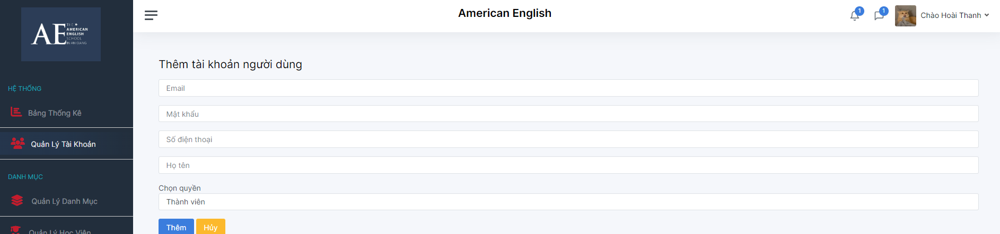 THE
AMERICAN
ENGLISH
SCHOOL
IN AN GIANG
AE
HỆ THỐNG
Bảng Thống Kê
Quản Lý Tài Khoản
DANH MỤC
Quản Lý Danh Mục
Quản Lý Học Viên
American English
1
1
Chào Hoài Thanh
Thêm tài khoản người dùng
Email
Mật khẩu
Số điện thoại
Họ tên
Chọn quyền
Thành viên
Thêm
Hủy